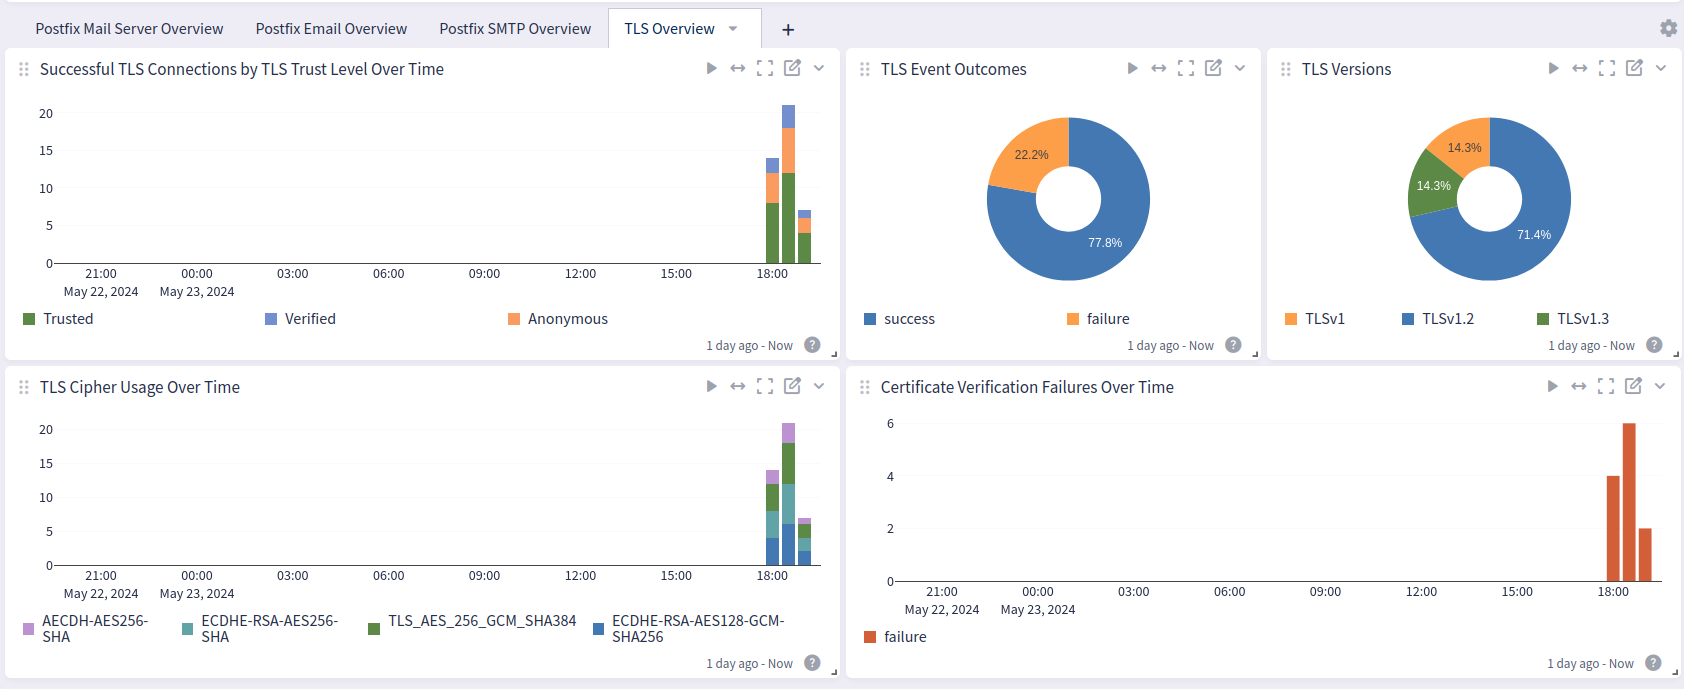 Postfix Mail Server Overview
Postfix Email Overview
Postfix SMTP Overview
TLS Overview
+
Successful TLS Connections by TLS Trust Level Over Time
20
15
10
5
0
21:00 00:00 03:00 06:00 09:00 12:00 15:00 18:00
May 22, 2024 May 23, 2024
Trusted Verified Anonymous
1 day ago - Now ?
TLS Event Outcomes
22.2%
77.8%
success failure
1 day ago - Now ?
TLS Versions
14.3%
14.3%
71.4%
TLSv1 TLSv1.2 TLSv1.3
1 day ago - Now ?
TLS Cipher Usage Over Time
20
15
10
5
0
21:00 00:00 03:00 06:00 09:00 12:00 15:00 18:00
May 22, 2024 May 23, 2024
AECDH-AES256-
SHA
ECDHE-RSA-AES256-
SHA
TLS_AES_256_GCM_SHA384
ECDHE-RSA-AES128-GCM-
SHA256
1 day ago - Now ?
Certificate Verification Failures Over Time
6
4
2
0
21:00 00:00 03:00 06:00 09:00 12:00 15:00 18:00
May 22, 2024 May 23, 2024
failure
1 day ago - Now ?